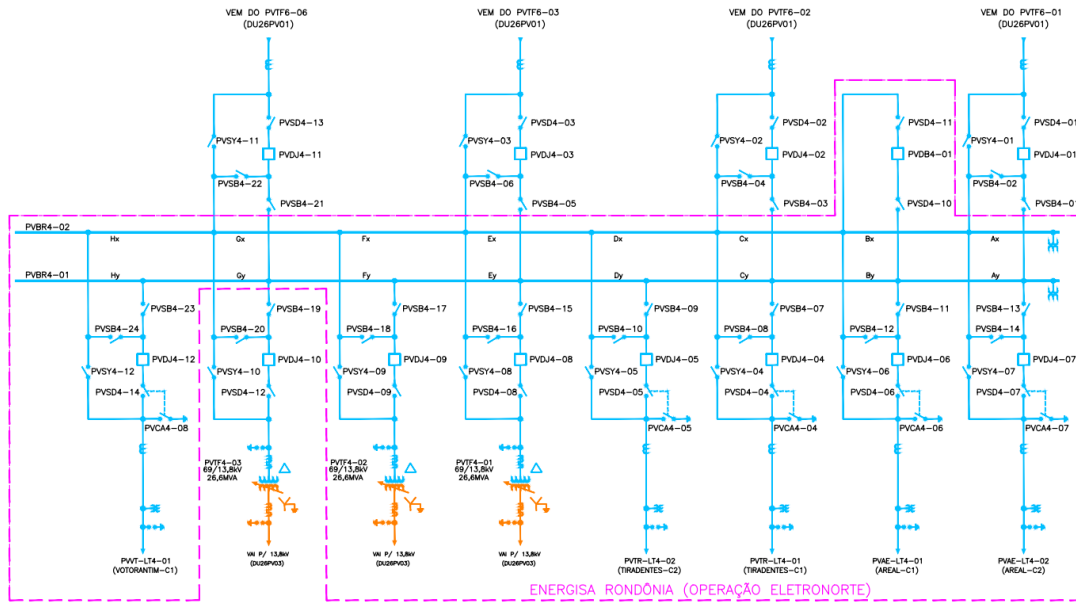 VEM DO PVTF6-06
(DU26PV01)
VEM DO PVTF6-03
(DU26PV01)
VEM DO PVTF6-02
(DU26PV01)
VEM DO PVTF6-01
(DU26PV01)
PVSD4-13
PVSD4-03
PVSD4-02
PVSD4-11
PVSD4-01
PVSY4-11
PVSY4-03
PVSY4-02
PVSY4-01
PVDJ4-11
PVDJ4-03
PVDJ4-02
PVDB4-01
PVDJ4-01
PVSB4-22
PVSB4-06
PVSB4-04
PVSB4-02
PVSB4-21
PVSB4-05
PVSB4-03
PVSD4-10
PVSB4-01
PVBR4-02
Hx
Gx
Fx
Ex
Dx
Cx
Bx
Ax
PVBR4-01
Hy
Gy
Fy
Ey
Dy
Cy
By
Ay
PVSB4-23
PVSB4-19
PVSB4-17
PVSB4-15
PVSB4-09
PVSB4-07
PVSB4-11
PVSB4-13
PVSB4-24
PVSB4-20
PVSB4-18
PVSB4-16
PVSB4-10
PVSB4-08
PVSB4-12
PVSB4-14
PVDJ4-12
PVDJ4-10
PVDJ4-09
PVDJ4-08
PVDJ4-05
PVDJ4-04
PVDJ4-06
PVDJ4-07
PVSY4-12
PVSY4-10
PVSY4-09
PVSY4-08
PVSY4-05
PVSY4-04
PVSY4-06
PVSY4-07
PVSD4-14
PVSD4-12
PVSD4-09
PVSD4-08
PVSD4-05
PVSD4-04
PVSD4-06
PVSD4-07
PVCA4-08
PVCA4-05
PVCA4-04
PVCA4-06
PVCA4-07
PVTF4-03
69/13,8kV
26,6MVA
PVTF4-02
69/13,8kV
26,6MVA
PVTF4-01
69/13,8kV
26,6MVA
PVVT-LT4-01
(VOTORANTIM-C1)
VAI P/ 13,8kV
(DU26PV03)
VAI P/ 13,8kV
(DU26PV03)
VAI P/ 13,8kV
(DU26PV03)
PVTR-LT4-02
(TIRADENTES-C2)
PVTR-LT4-01
(TIRADENTES-C1)
PVAE-LT4-01
(AREAL-C1)
PVAE-LT4-02
(AREAL-C2)
ENERGISA RONDÔNIA (OPERAÇÃO ELETRONORTE)